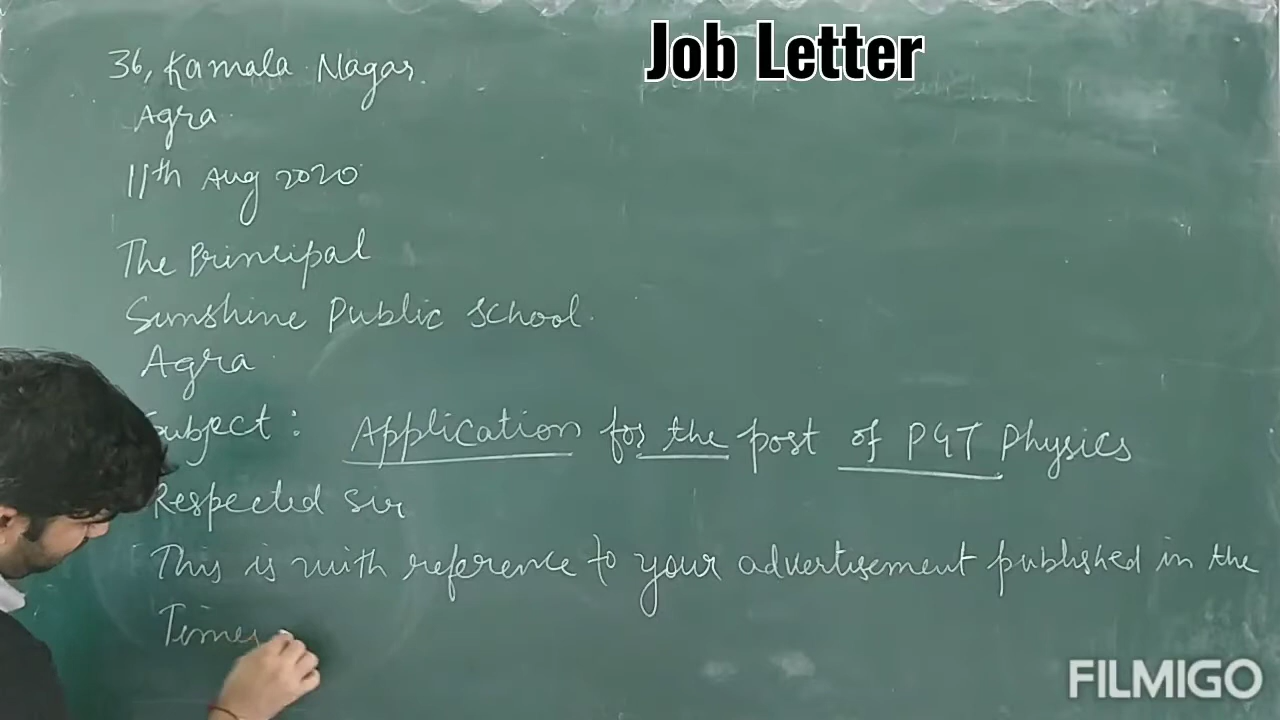 Job Letter
36, Kamala Nagar.
Agra.
11th Aug 2020
The Principal
Sunshine Public School.
Agra.
Subject: Application for the post of PGT Physics
Respected Sir
This is with reference to your advertisement published in the
Times
FILMIGO